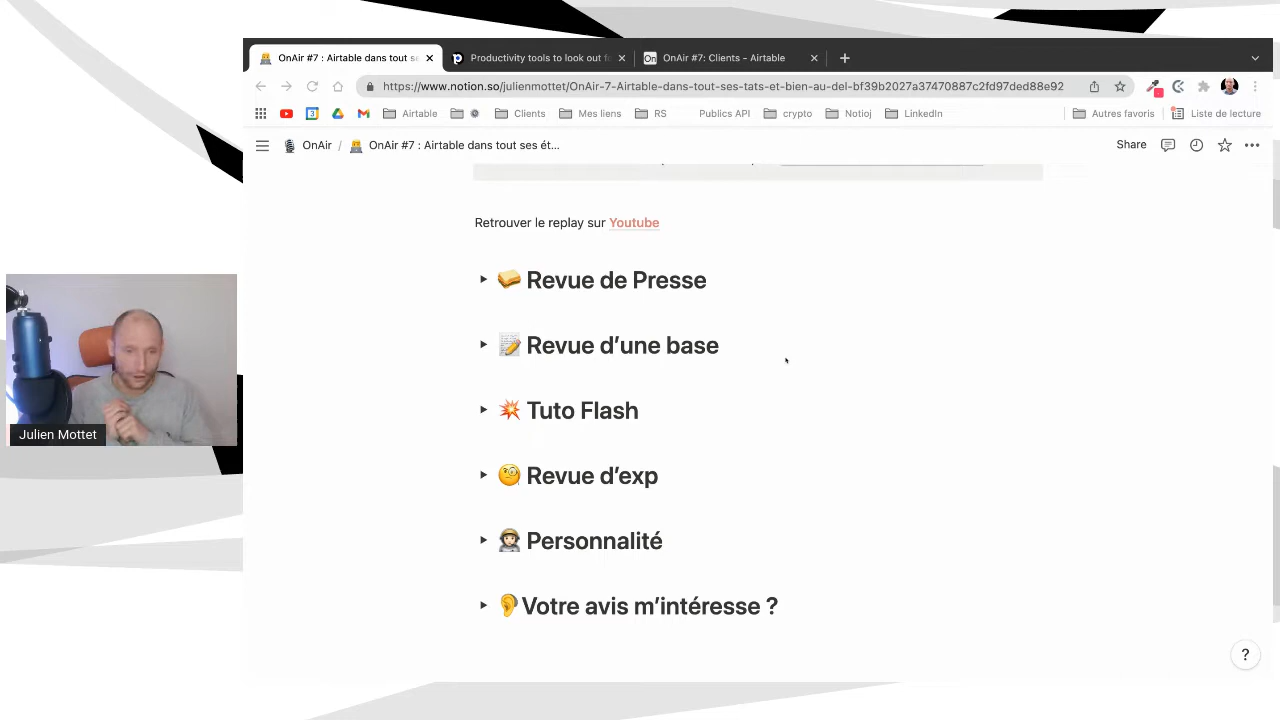 OnAir #7 : Airtable dans tout se
Productivity tools to look out fo
On
OnAir #7: Clients - Airtable
https://www.notion.so/julienmottet/OnAir-7-Airtable-dans-tout-ses-tats-et-bien-au-del-bf39b2027a37470887c2fd97ded88e92
Airtable
Clients
Mes liens
RS
Publics API
crypto
Notioj
LinkedIn
Autres favoris
Liste de lecture
OnAir / OnAir #7 : Airtable dans tout ses ét...
Share
Retrouver le replay sur Youtube
Revue de Presse
Revue d’une base
Tuto Flash
Revue d’exp
Personnalité
Votre avis m’intéresse ?
Julien Mottet
?